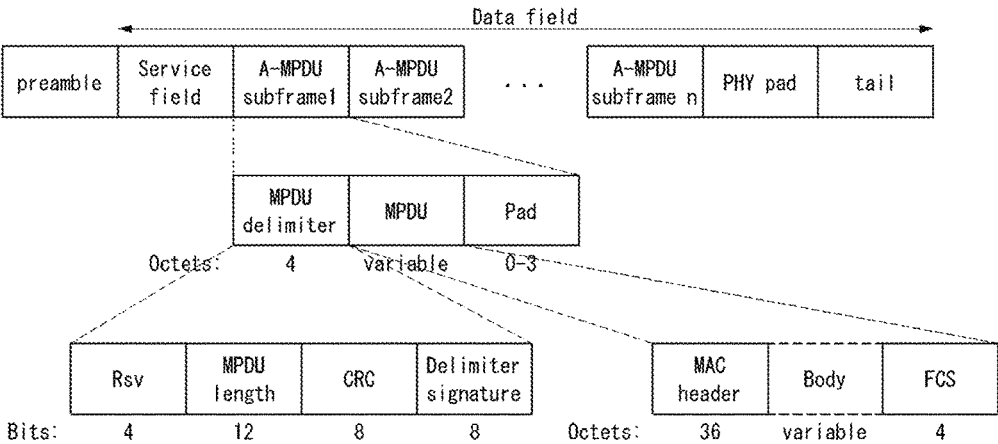 Data field
preamble
Service
field
A-MPDU
subframe1
A-MPDU
subframe2
...
A-MPDU
subframe n
PHY pad
tail
MPDU
delimiter
MPDU
Pad
Octets: 4 variable 0-3
Rsv
MPDU
length
CRC
Delimiter
signature
MAC
header
Body
FCS
Bits: 4 12 8 8
Octets: 36 variable 4